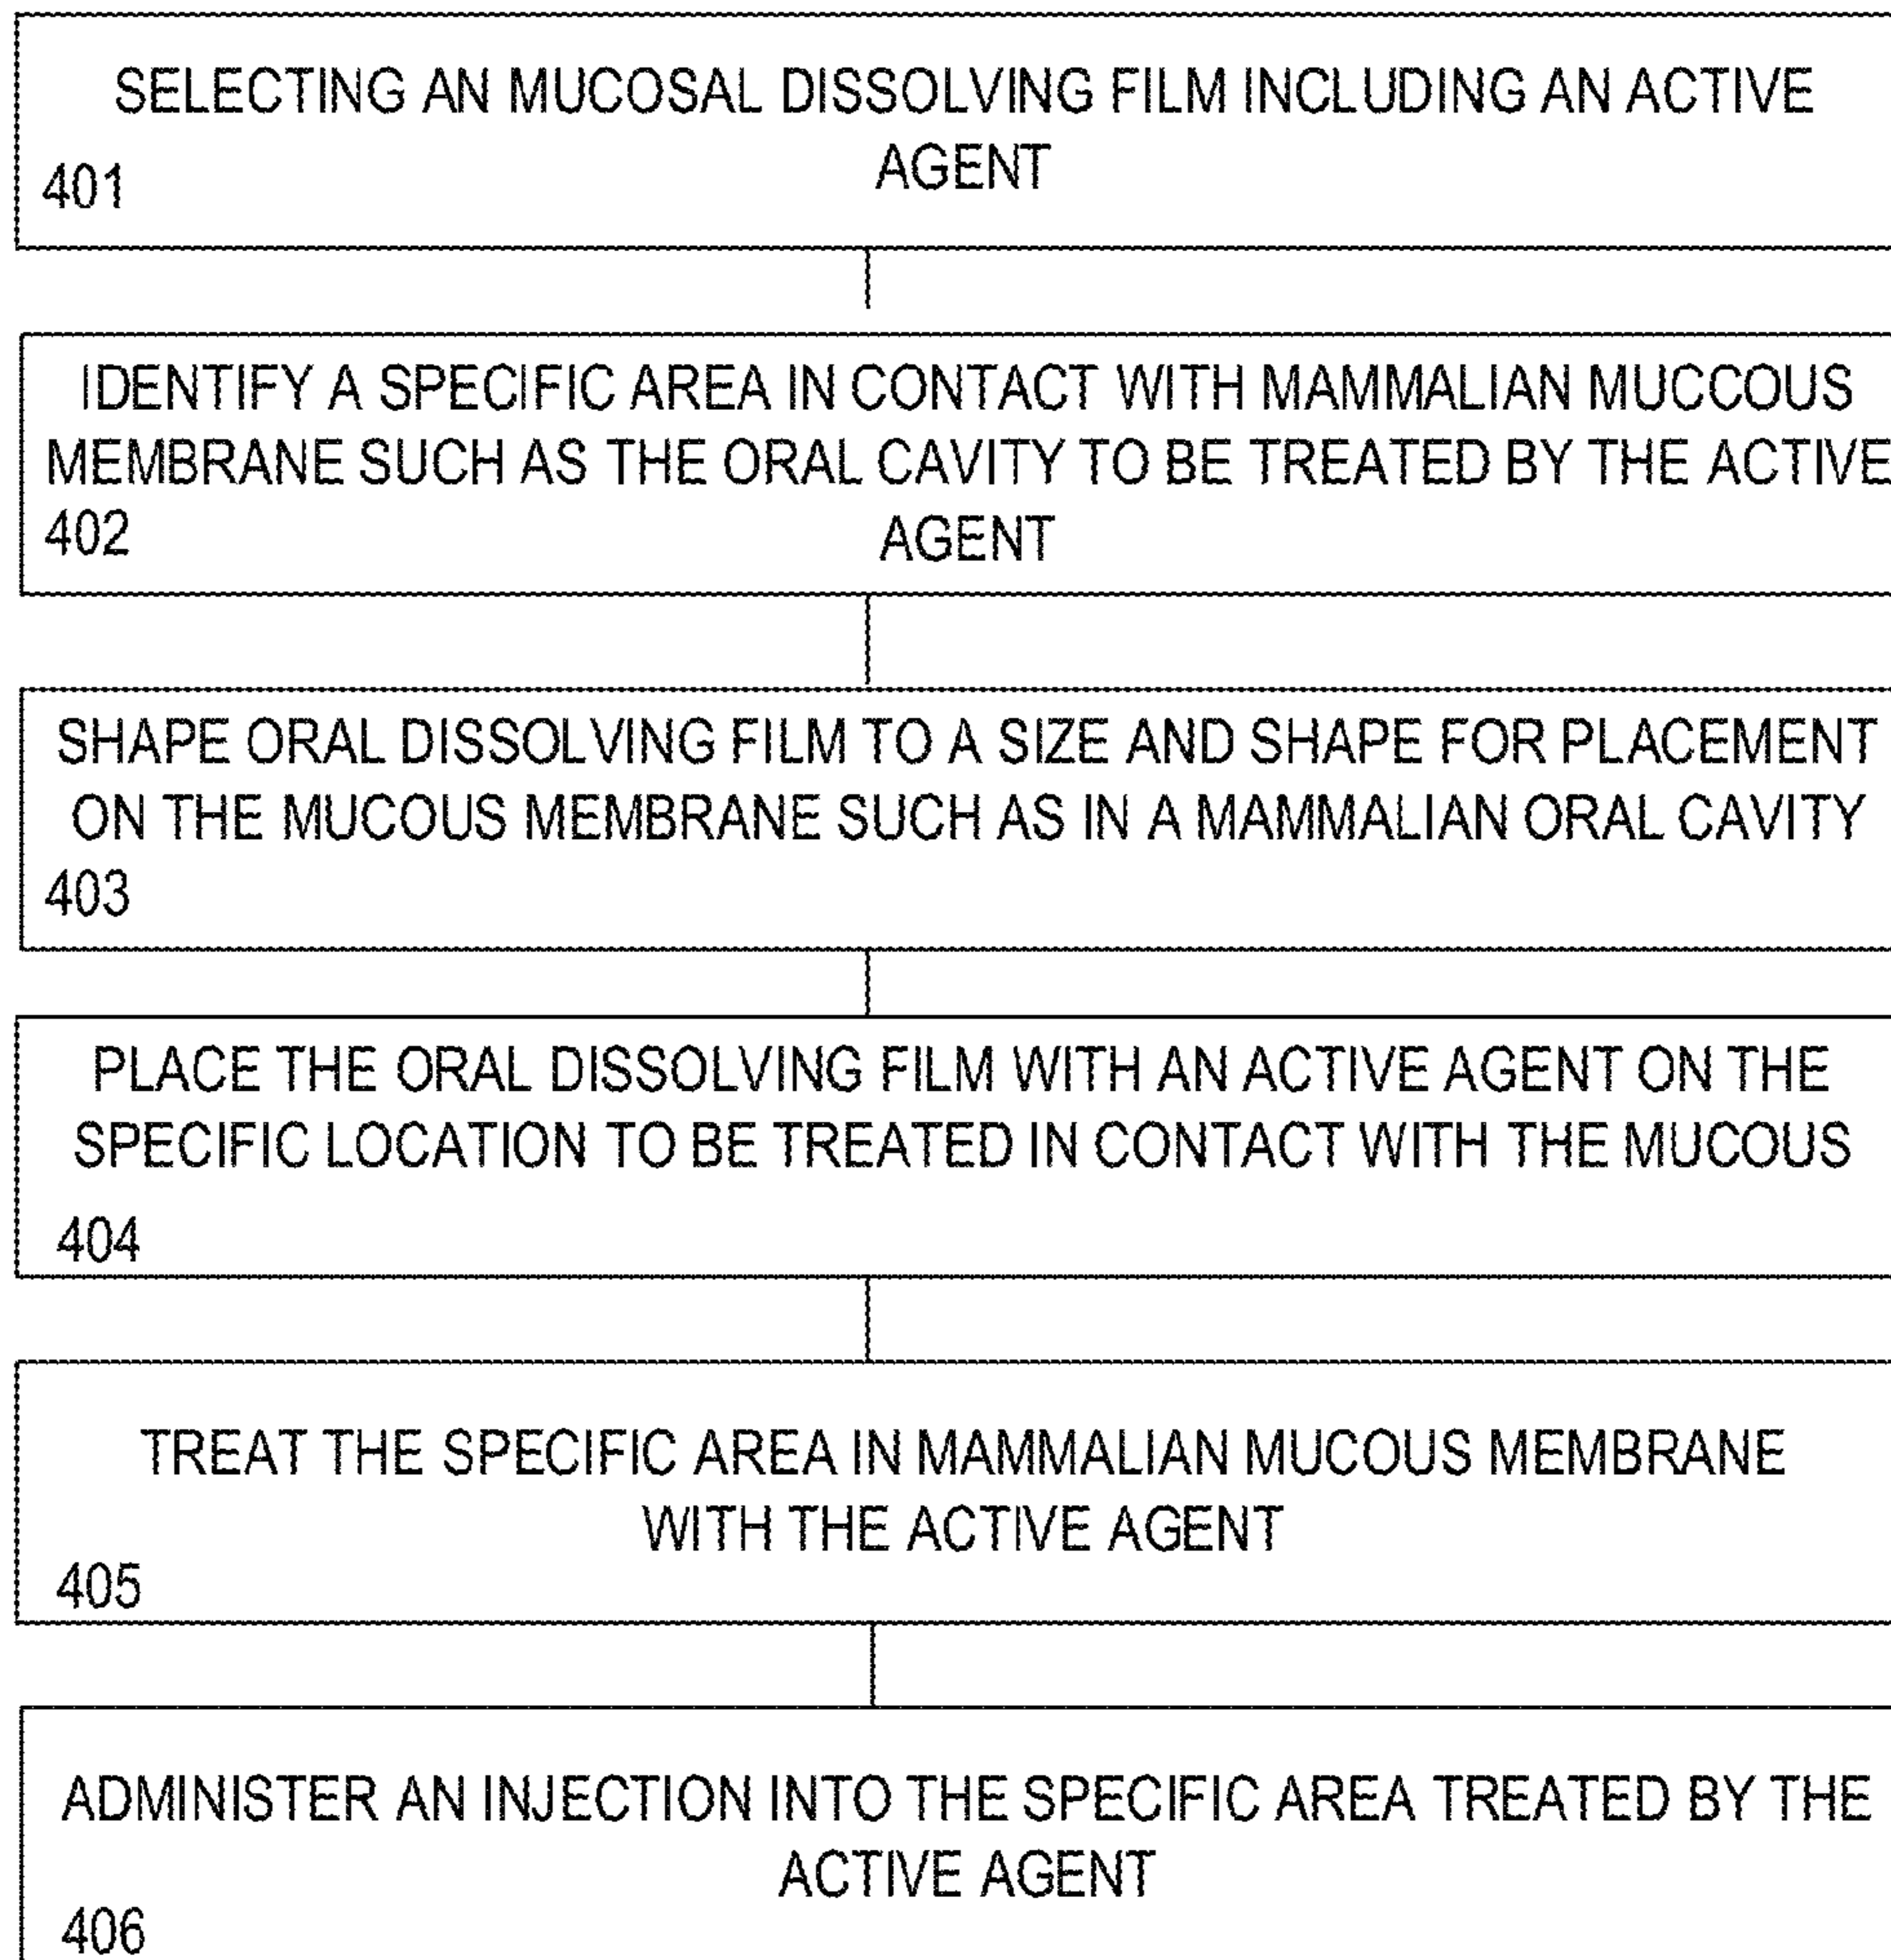 SELECTING AN MUCOSAL DISSOLVING FILM INCLUDING AN ACTIVE
AGENT
401
IDENTIFY A SPECIFIC AREA IN CONTACT WITH MAMMALIAN MUCCOUS
MEMBRANE SUCH AS THE ORAL CAVITY TO BE TREATED BY THE ACTIVE
AGENT
402
SHAPE ORAL DISSOLVING FILM TO A SIZE AND SHAPE FOR PLACEMENT
ON THE MUCOUS MEMBRANE SUCH AS IN A MAMMALIAN ORAL CAVITY
403
PLACE THE ORAL DISSOLVING FILM WITH AN ACTIVE AGENT ON THE
SPECIFIC LOCATION TO BE TREATED IN CONTACT WITH THE MUCOUS
404
TREAT THE SPECIFIC AREA IN MAMMALIAN MUCOUS MEMBRANE
WITH THE ACTIVE AGENT
405
ADMINISTER AN INJECTION INTO THE SPECIFIC AREA TREATED BY THE
ACTIVE AGENT
406